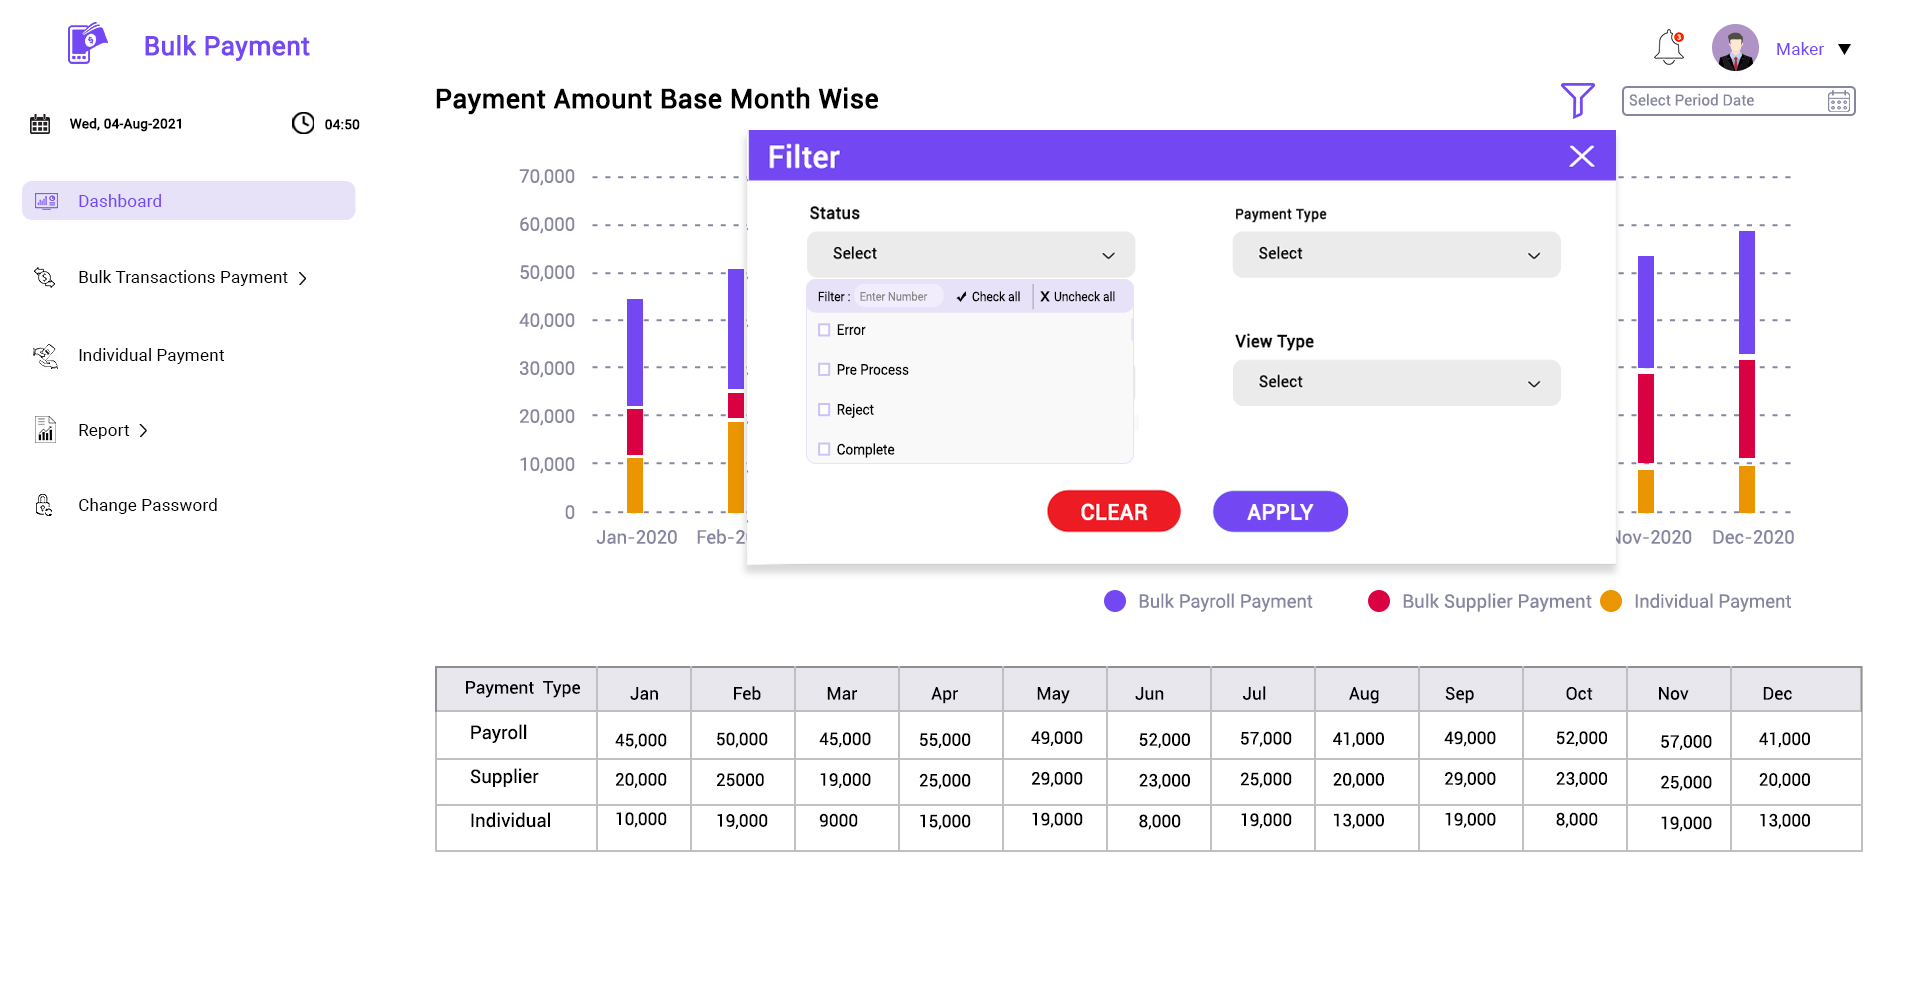 Bulk Payment
3
Maker
Wed, 04-Aug-2021
04:50
Dashboard
Bulk Transactions Payment
Individual Payment
Report
Change Password
Payment Amount Base Month Wise
Select Period Date
70,000
60,000
50,000
40,000
30,000
20,000
10,000
0
Jan-2020 Feb-2
Nov-2020 Dec-2020
Filter
Status
Select
Filter : Enter Number Check all X Uncheck all
Error
Pre Process
Reject
Complete
Payment Type
Select
View Type
Select
CLEAR APPLY
Bulk Payroll Payment Bulk Supplier Payment Individual Payment
Payment Type Jan Feb Mar Apr May Jun Jul Aug Sep Oct Nov Dec
Payroll 45,000 50,000 45,000 55,000 49,000 52,000 57,000 41,000 49,000 52,000 57,000 41,000
Supplier 20,000 25000 19,000 25,000 29,000 23,000 25,000 20,000 29,000 23,000 25,000 20,000
Individual 10,000 19,000 9000 15,000 19,000 8,000 19,000 13,000 19,000 8,000 19,000 13,000